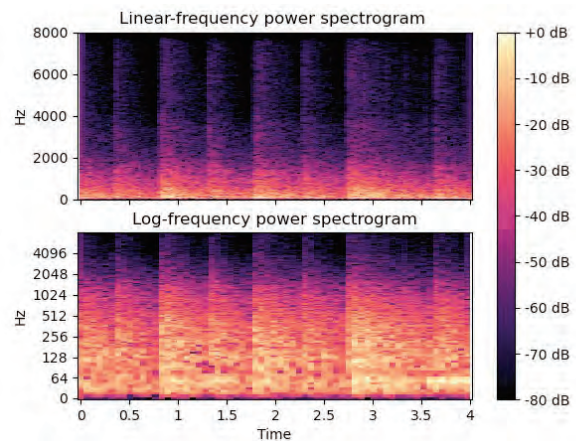 Linear-frequency power spectrogram
8000
6000
Hz
4000
2000
0
Log-frequency power spectrogram
4096
2048
1024
512
Hz
256
128
64
0
0 0.5 1 1.5 2 2.5 3 3.5 4
Time
+0 dB
-10 dB
-20 dB
-30 dB
-40 dB
-50 dB
-60 dB
-70 dB
-80 dB